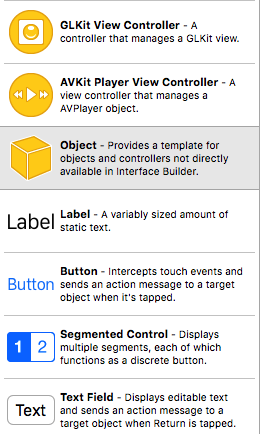 GLKit View Controller - A
controller that manages a GLKit view.
AVKit Player View Controller - A
view controller that manages a
AVPlayer object.
Object - Provides a template for
objects and controllers not directly
available in Interface Builder.
Label
Label - A variably sized amount of
static text.
Button
Button - Intercepts touch events and
sends an action message to a target
object when it's tapped.
1 2
Segmented Control - Displays
multiple segments, each of which
functions as a discrete button.
Text
Text Field - Displays editable text
and sends an action message to a
target object when Return is tapped.